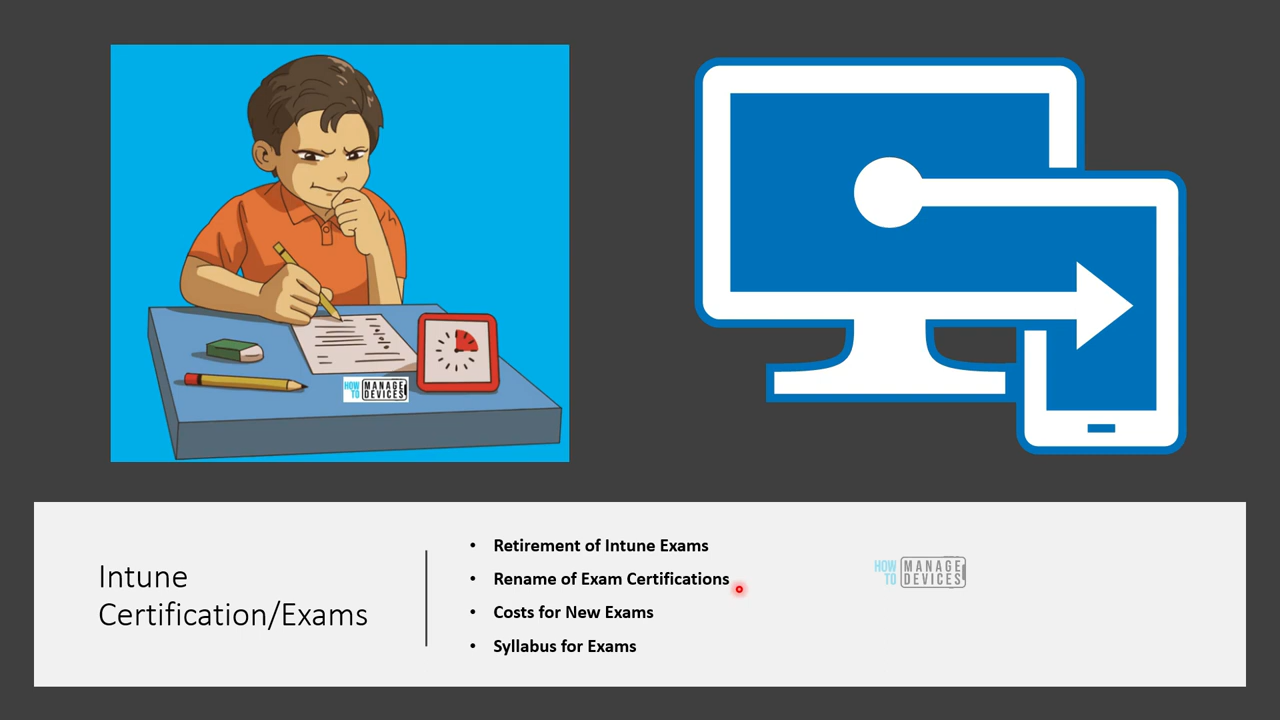 HOW TO MANAGE DEVICES
Intune
Certification/Exams
• Retirement of Intune Exams
• Rename of Exam Certifications
• Costs for New Exams
• Syllabus for Exams
HOW TO MANAGE DEVICES